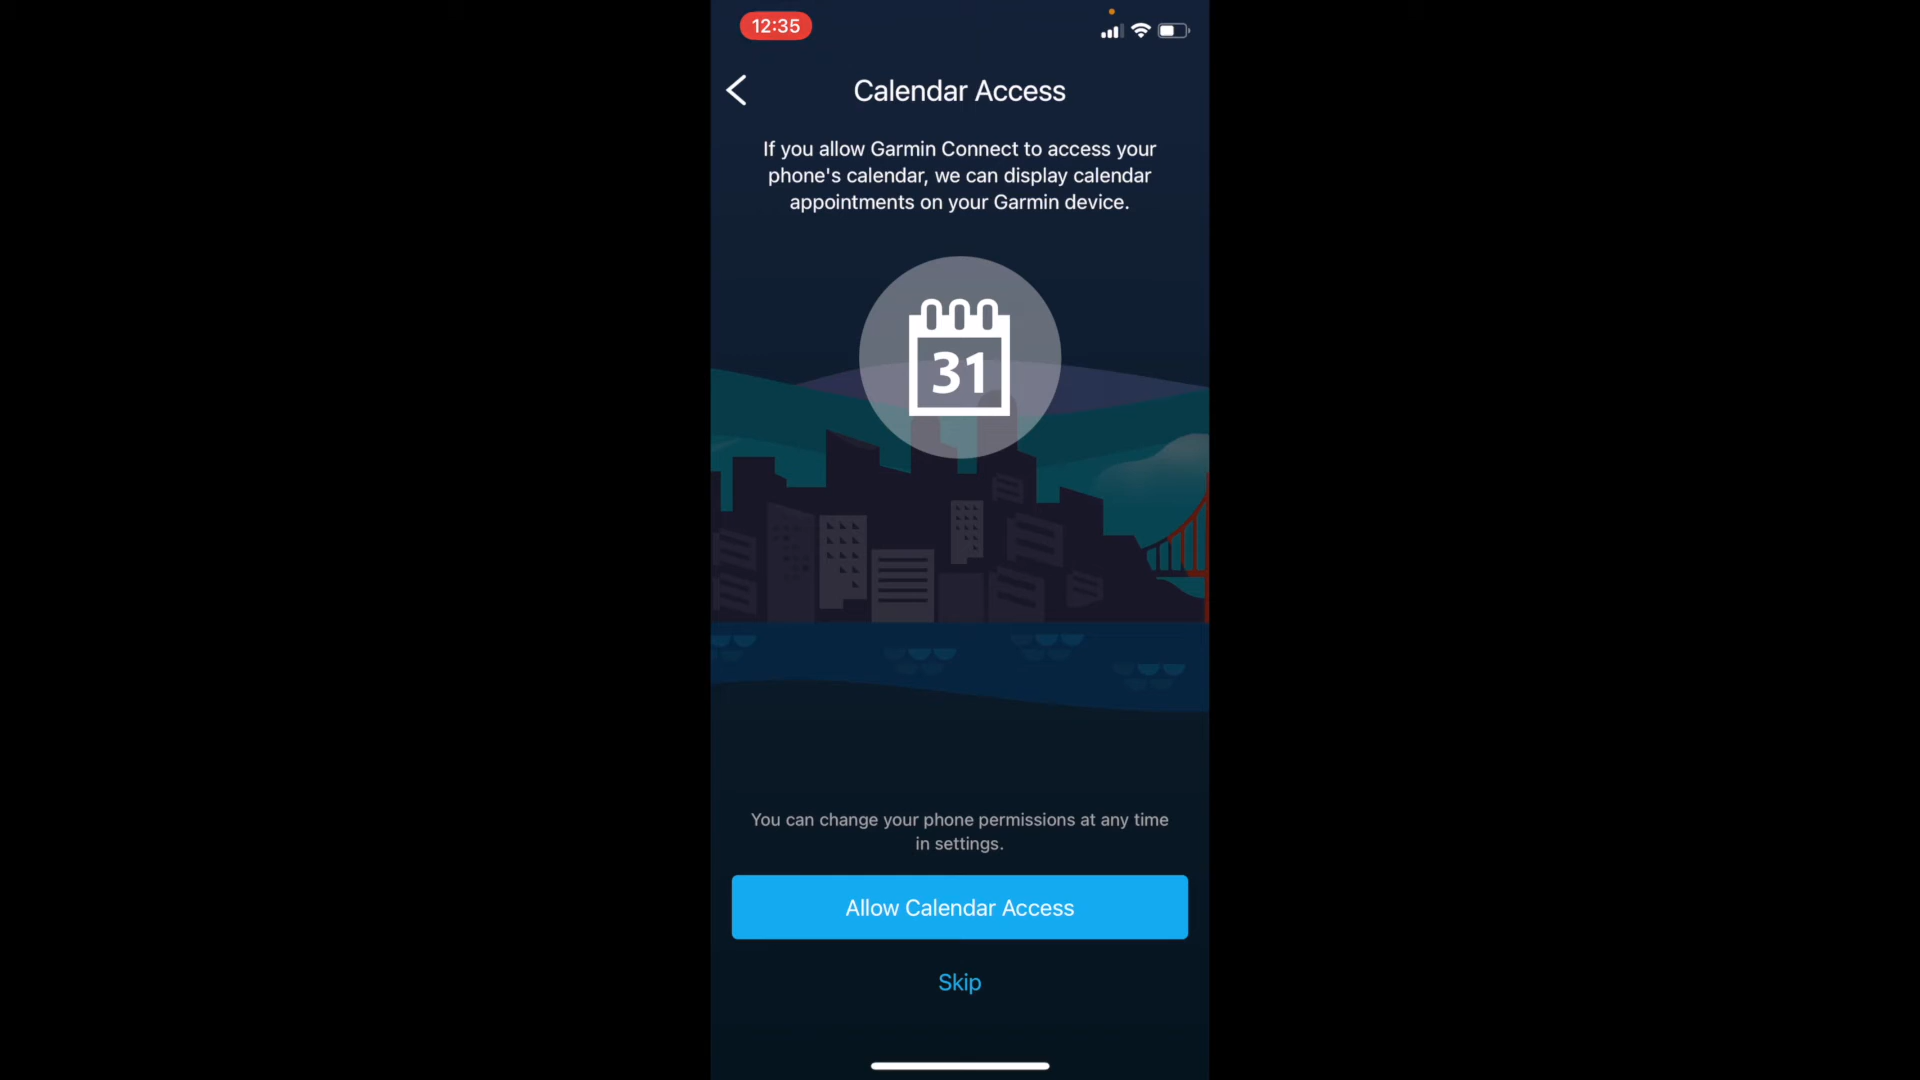 12:35
Calendar Access
If you allow Garmin Connect to access your
phone's calendar, we can display calendar
appointments on your Garmin device.
31
You can change your phone permissions at any time
in settings.
Allow Calendar Access
Skip